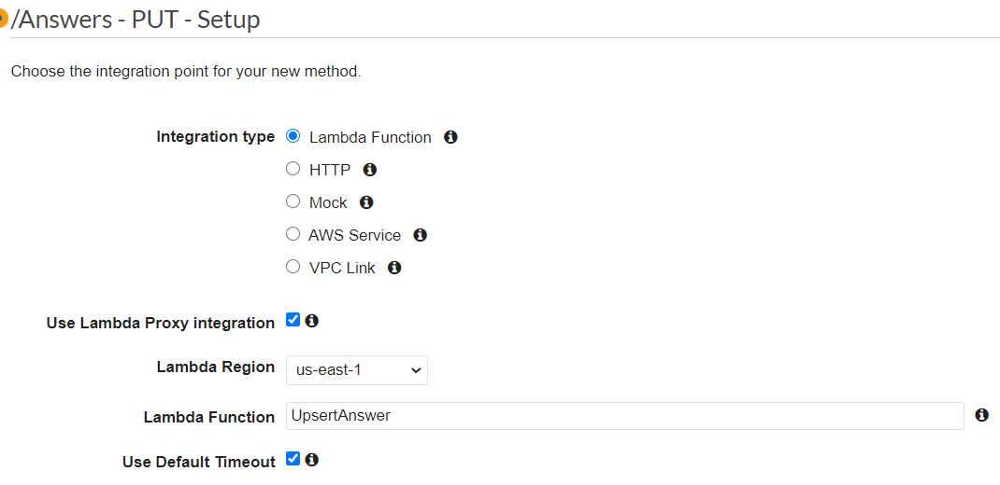 /Answers - PUT - Setup
Choose the integration point for your new method.
Integration type Lambda Function
HTTP
Mock
AWS Service
VPC Link
Use Lambda Proxy integration
Lambda Region us-east-1
Lambda Function UpsertAnswer
Use Default Timeout